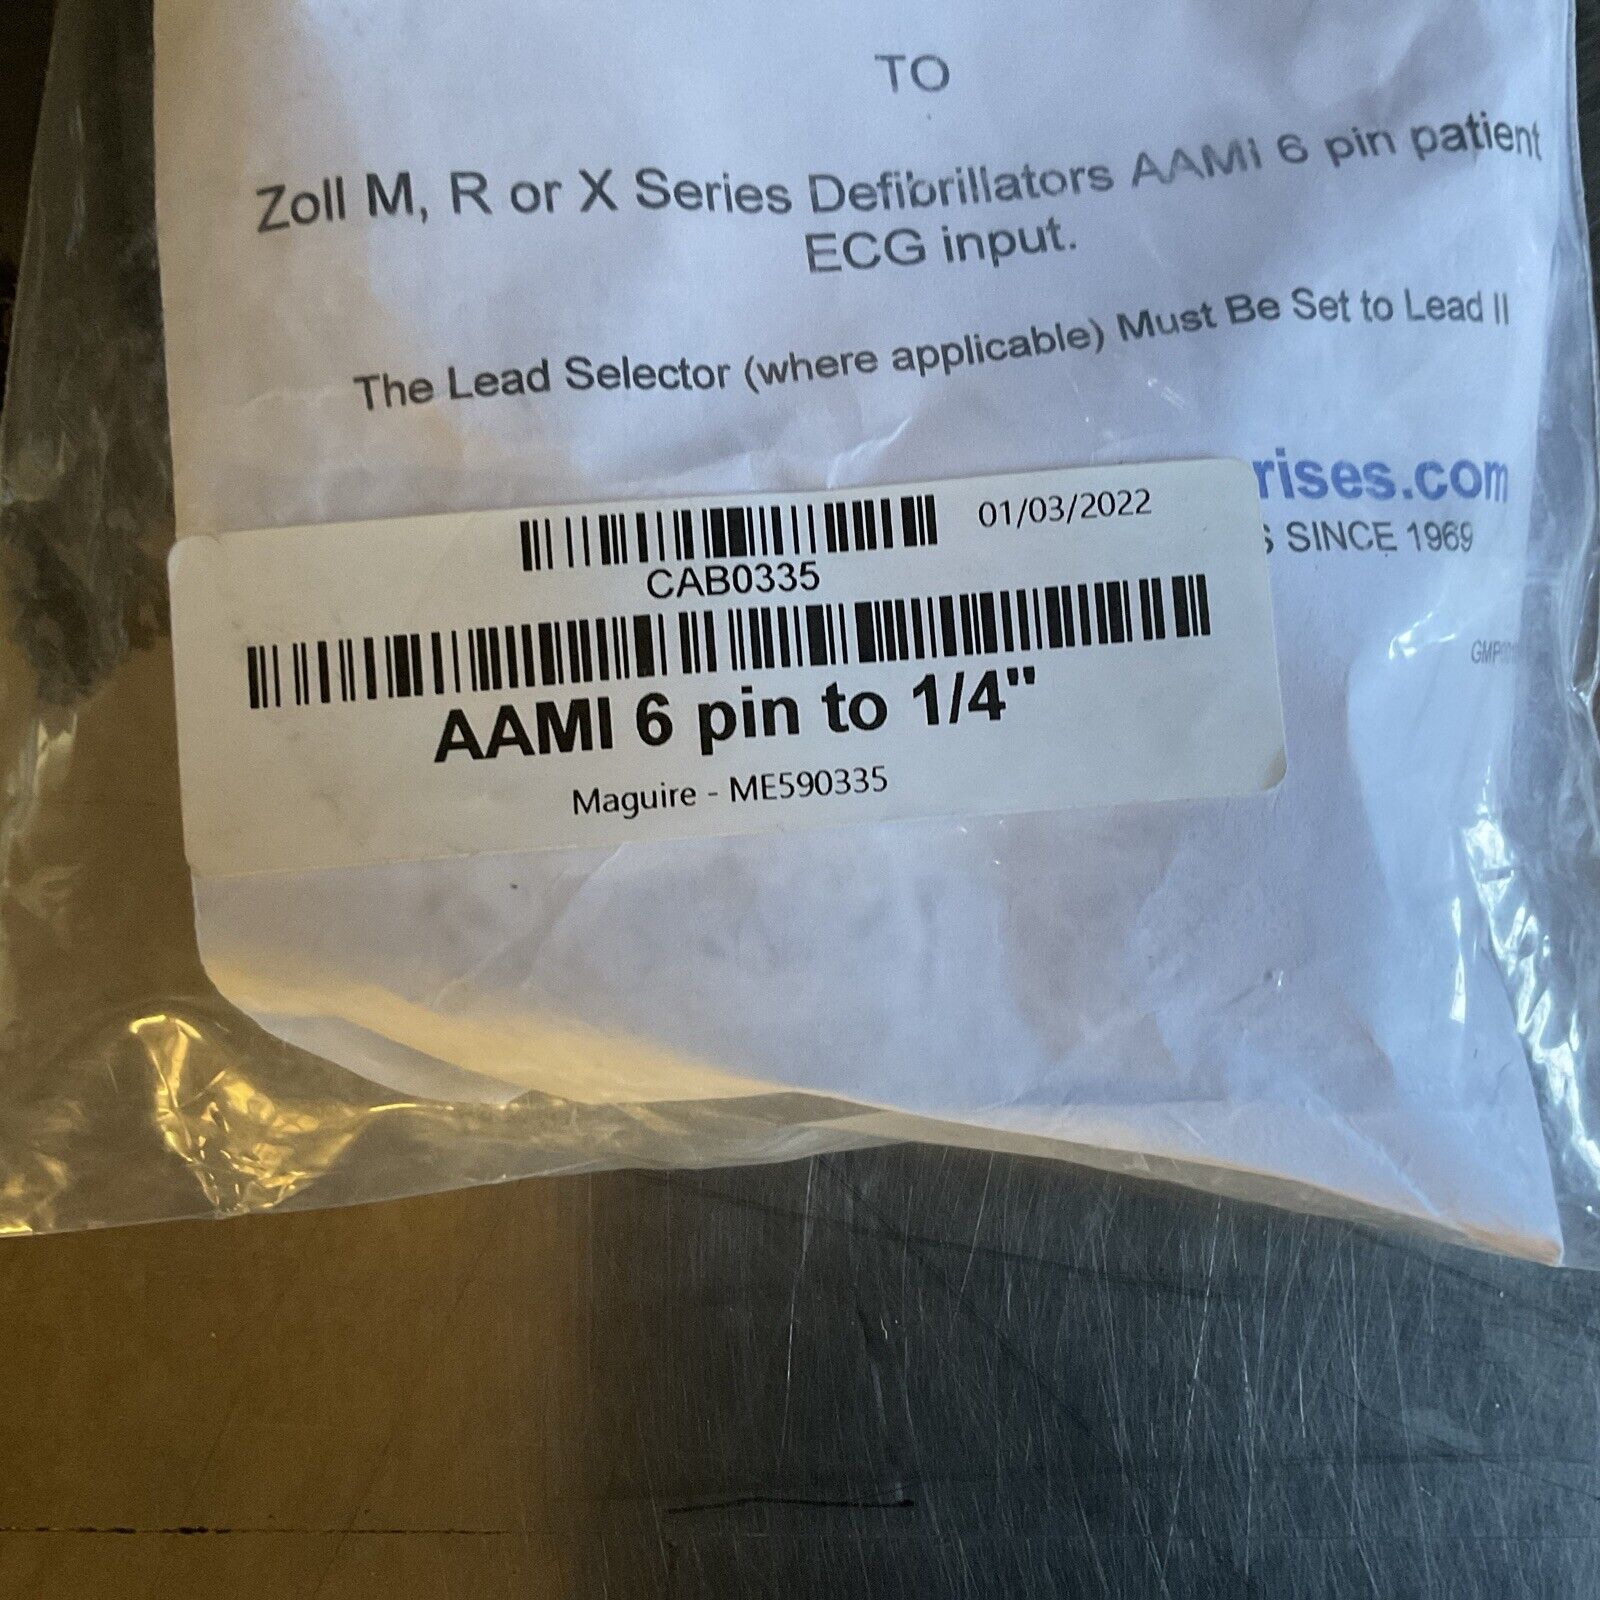 TO
Zoll M, R or X Series Defibrillators AAMI 6 pin patient
ECG input.
The Lead Selector (where applicable) Must Be Set to Lead II
rises.com
S SINCE 1969
01/03/2022
CAB0335
AAMI 6 pin to 1/4"
Maguire - ME590335